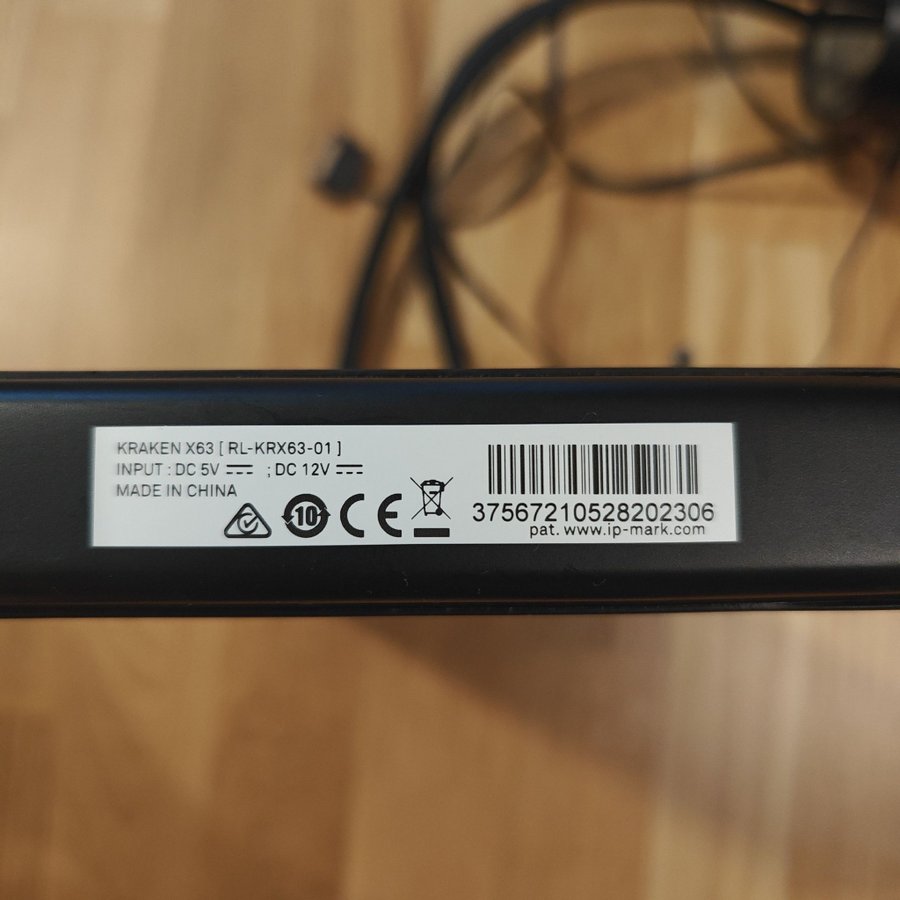 KRAKEN X63 [ RL-KRX63-01 ]
INPUT : DC 5V ⎓ ; DC 12V ⎓
MADE IN CHINA
10
CE
37567210528202306
pat. www.ip-mark.com